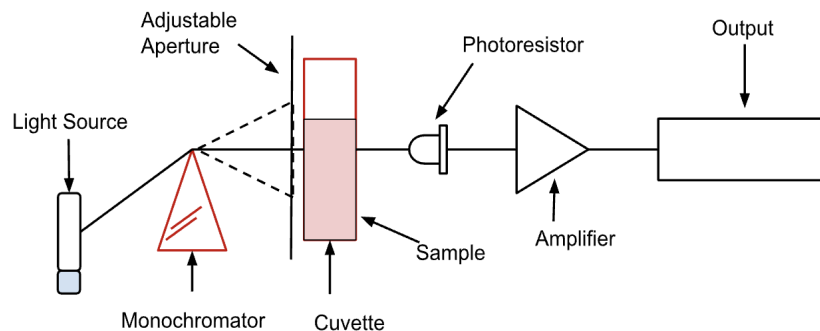 Adjustable
Aperture
Photoresistor
Output
Light Source
Sample
Amplifier
Monochromator
Cuvette